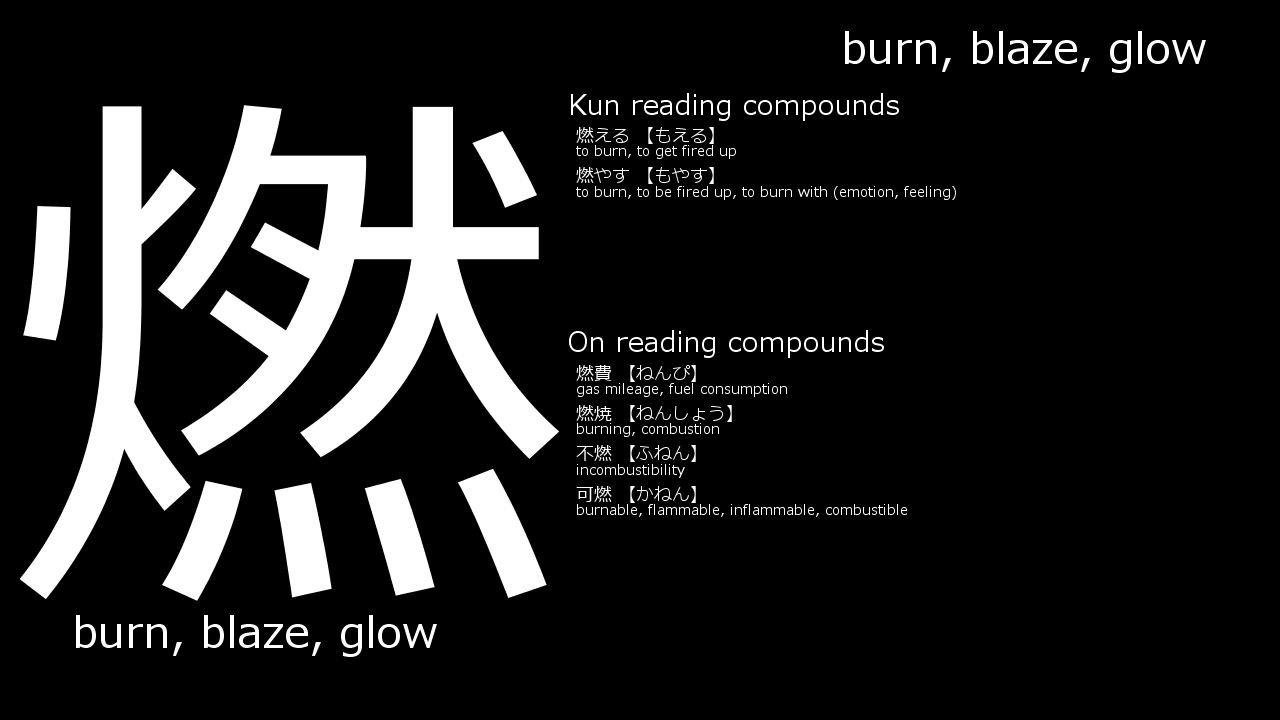 burn, blaze, glow
燃
burn, blaze, glow
Kun reading compounds
燃える 【もえる】
to burn, to get fired up
燃やす 【もやす】
to burn, to be fired up, to burn with (emotion, feeling)
On reading compounds
燃費 【ねんぴ】
gas mileage, fuel consumption
燃焼 【ねんしょう】
burning, combustion
不燃 【ふねん】
incombustibility
可燃 【かねん】
burnable, flammable, inflammable, combustible